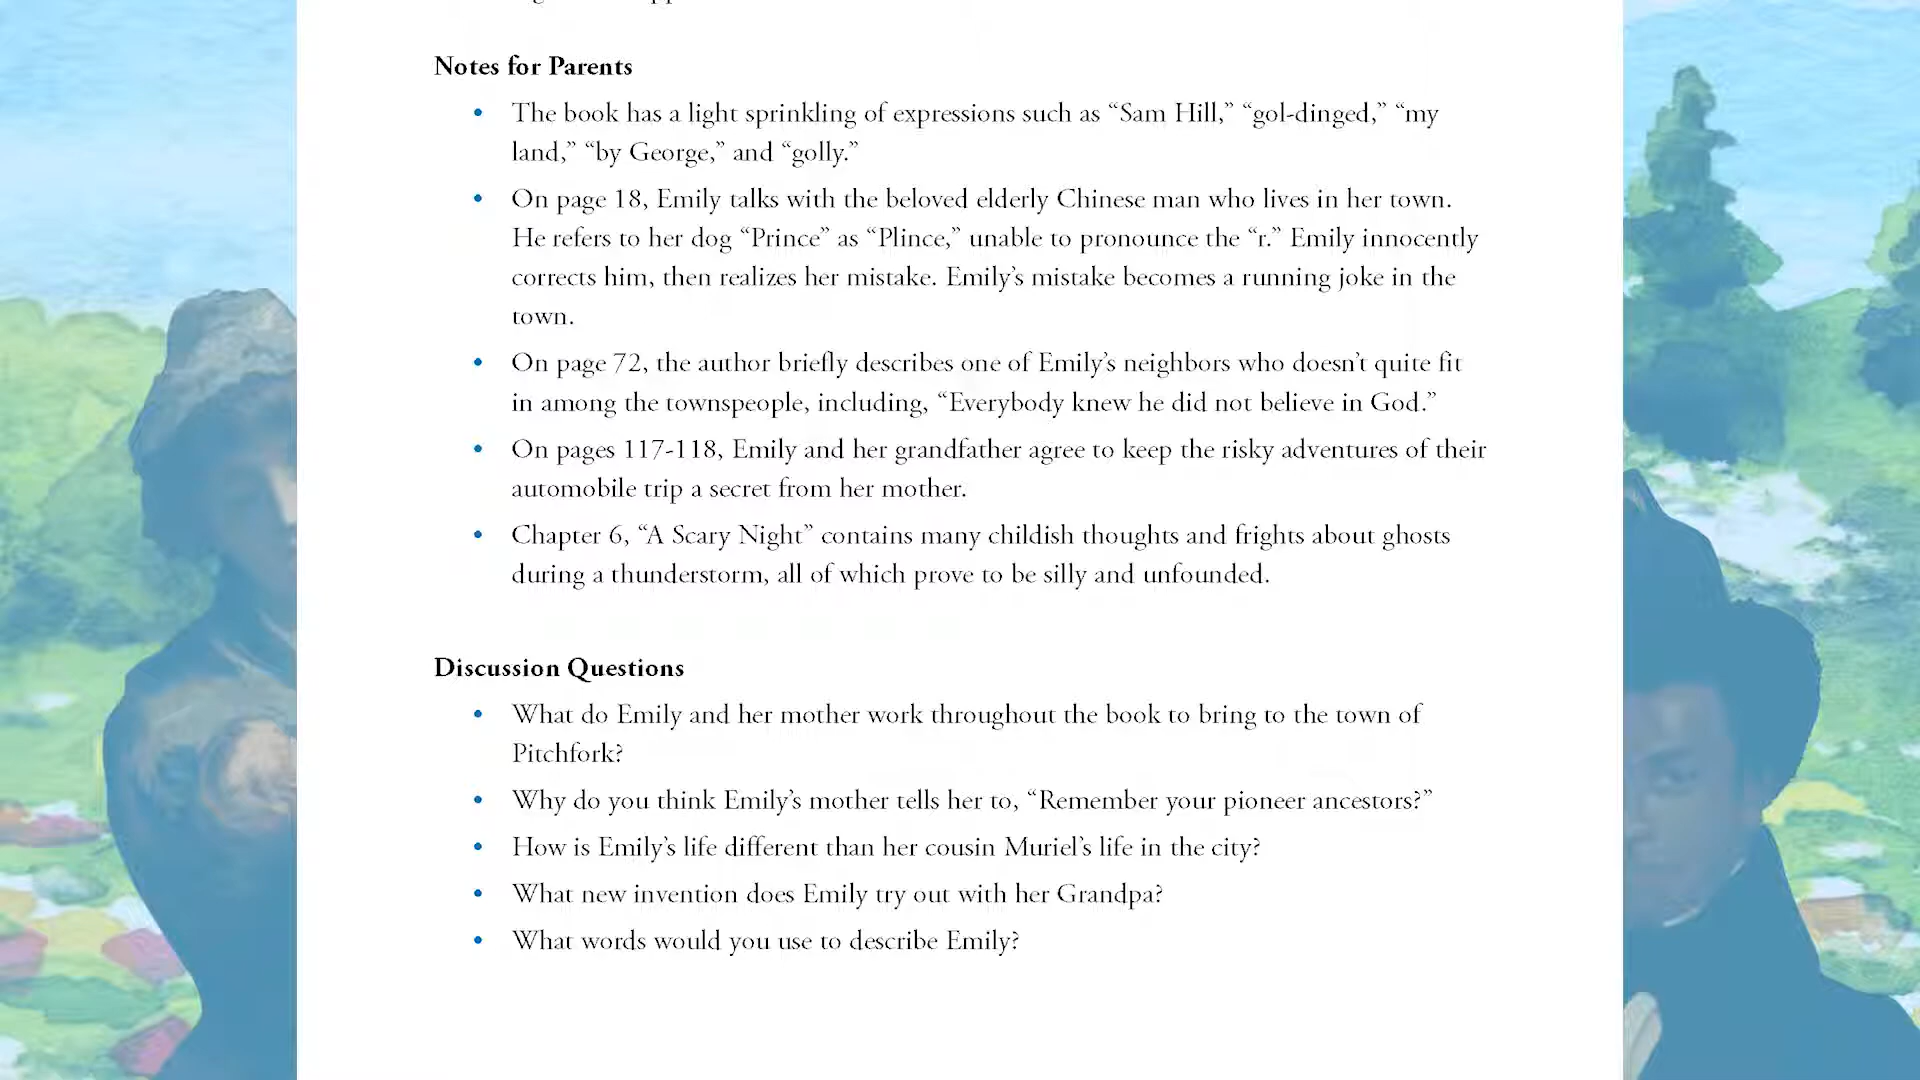 Notes for Parents
• The book has a light sprinkling of expressions such as “Sam Hill,” “gol-dinged,” “my
land,” “by George,” and “golly.”
• On page 18, Emily talks with the beloved elderly Chinese man who lives in her town.
He refers to her dog “Prince” as “Plince,” unable to pronounce the “r.” Emily innocently
corrects him, then realizes her mistake. Emily’s mistake becomes a running joke in the
town.
• On page 72, the author briefly describes one of Emily’s neighbors who doesn’t quite fit
in among the townspeople, including, “Everybody knew he did not believe in God.”
• On pages 117-118, Emily and her grandfather agree to keep the risky adventures of their
automobile trip a secret from her mother.
• Chapter 6, “A Scary Night” contains many childish thoughts and frights about ghosts
during a thunderstorm, all of which prove to be silly and unfounded.
Discussion Questions
• What do Emily and her mother work throughout the book to bring to the town of
Pitchfork?
• Why do you think Emily’s mother tells her to, “Remember your pioneer ancestors?”
• How is Emily’s life different than her cousin Muriel’s life in the city?
• What new invention does Emily try out with her Grandpa?
• What words would you use to describe Emily?